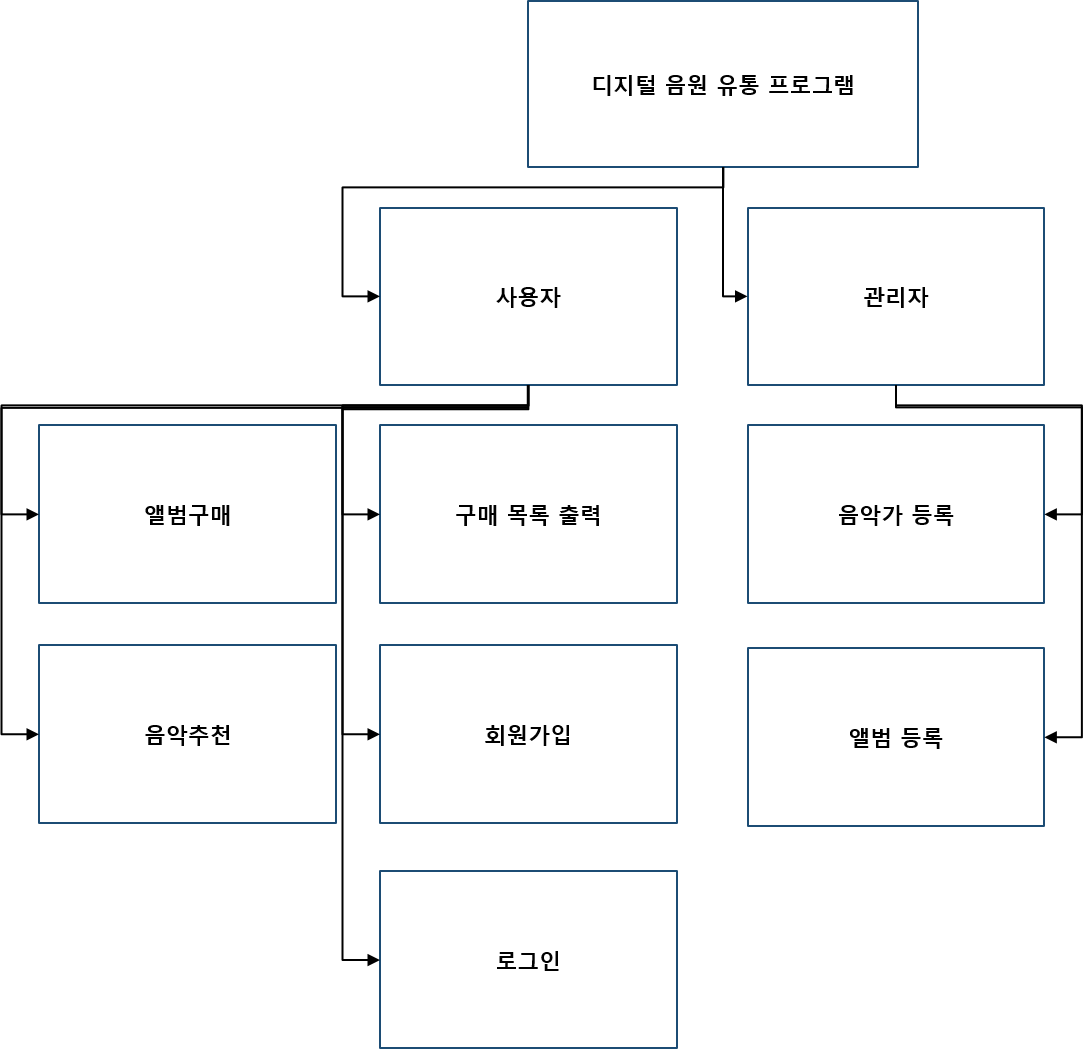 디지털 음원 유통 프로그램
사용자
관리자
앨범구매
구매 목록 출력
음악가 등록
음악추천
회원가입
앨범 등록
로그인